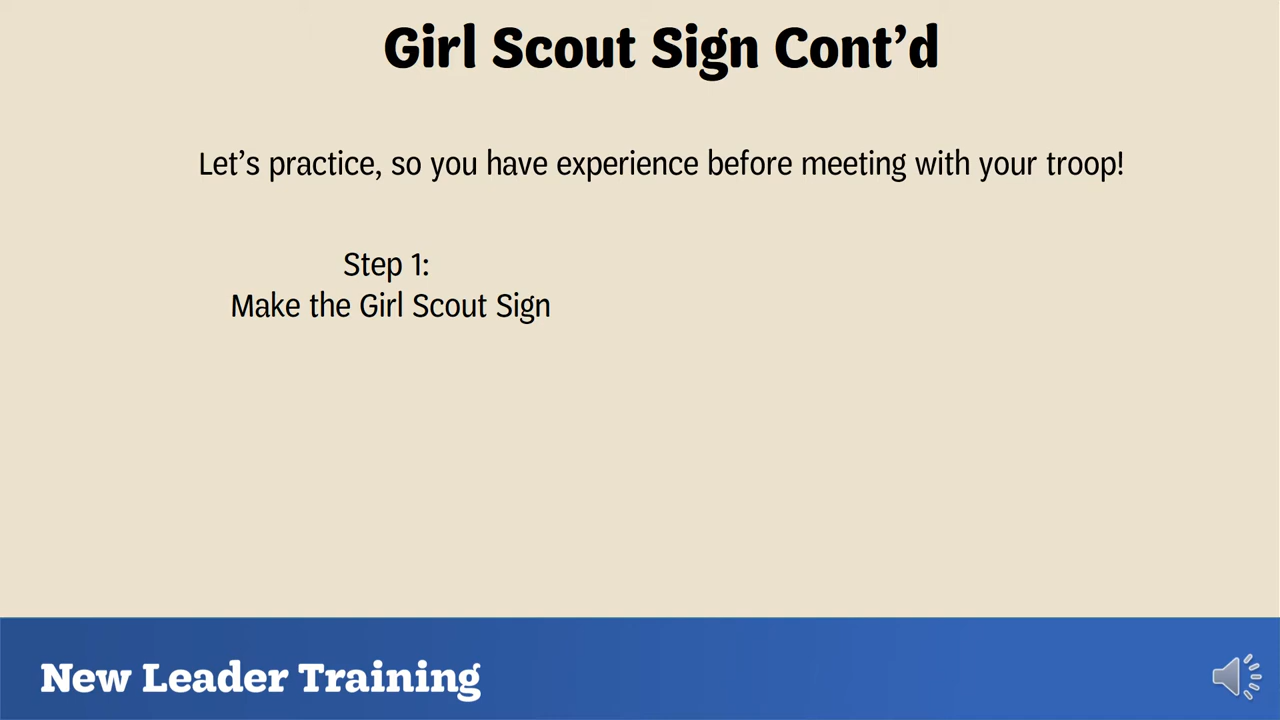 Girl Scout Sign Cont’d
Let’s practice, so you have experience before meeting with your troop!
Step 1:
Make the Girl Scout Sign
New Leader Training